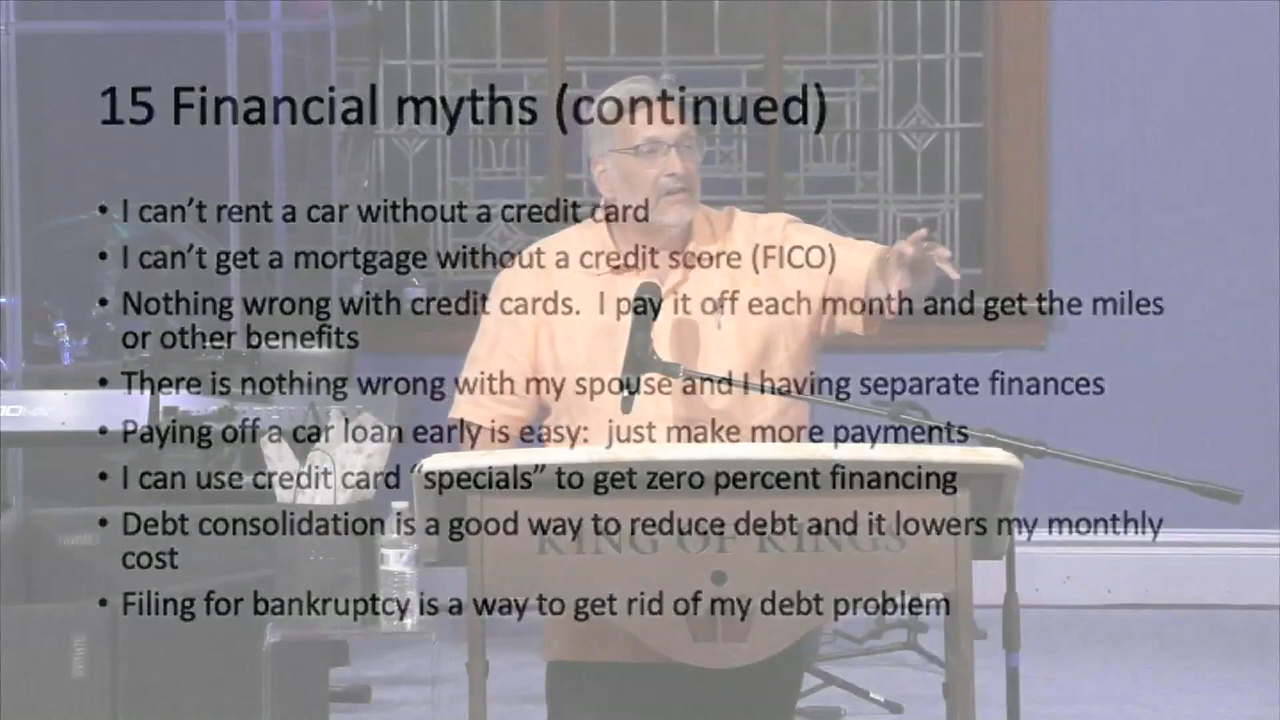 15 Financial myths (continued)
• I can't rent a car without a credit card
• I can't get a mortgage without a credit score (FICO)
• Nothing wrong with credit cards.  I pay it off each month and get the miles
or other benefits
• There is nothing wrong with my spouse and I having separate finances
• Paying off a car loan early is easy:  just make more payments
• I can use credit card “specials” to get zero percent financing
• Debt consolidation is a good way to reduce debt and it lowers my monthly
cost
KING OF KINGS
• Filing for bankruptcy is a way to get rid of my debt problem